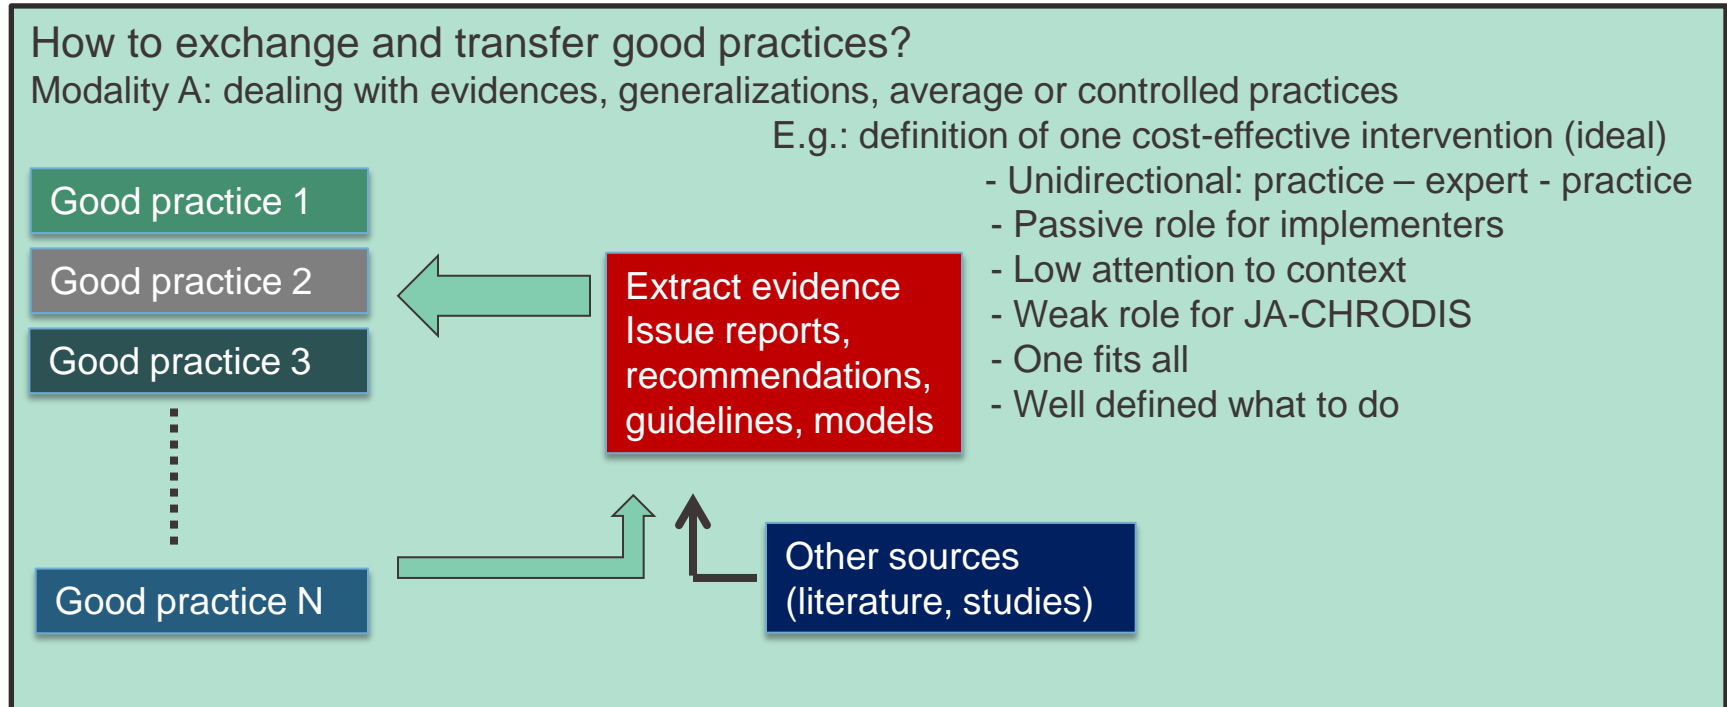 How to exchange and transfer good practices?
Modality A: dealing with evidences, generalizations, average or controlled practices
E.g.: definition of one cost-effective intervention (ideal)
- Unidirectional: practice – expert - practice
- Passive role for implementers
- Low attention to context
- Weak role for JA-CHRODIS
- One fits all
- Well defined what to do
Good practice 1
Good practice 2
Good practice 3
Good practice N
Extract evidence
Issue reports,
recommendations,
guidelines, models
Other sources
(literature, studies)